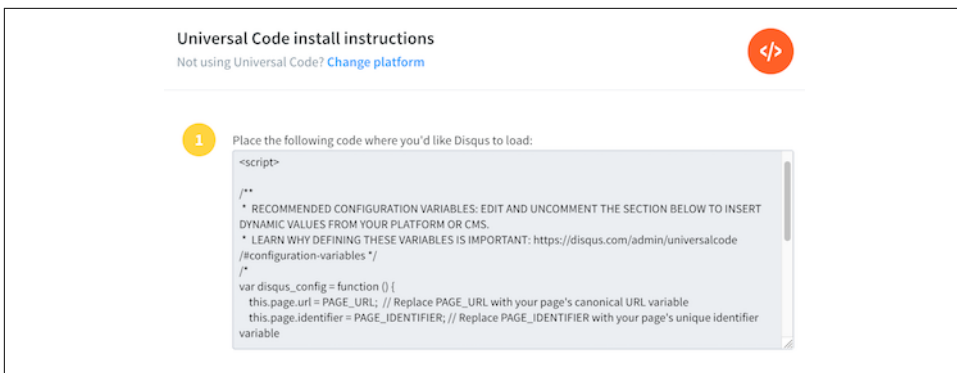 Universal Code install instructions
Not using Universal Code? Change platform
</>
1
Place the following code where you'd like Disqus to load:
<script>
/**
* RECOMMENDED CONFIGURATION VARIABLES: EDIT AND UNCOMMENT THE SECTION BELOW TO INSERT
DYNAMIC VALUES FROM YOUR PLATFORM OR CMS.
* LEARN WHY DEFINING THESE VARIABLES IS IMPORTANT: https://disqus.com/admin/universalcode
/#configuration-variables */
/*
var disqus_config = function () {
this.page.url = PAGE_URL; // Replace PAGE_URL with your page's canonical URL variable
this.page.identifier = PAGE_IDENTIFIER; // Replace PAGE_IDENTIFIER with your page's unique identifier
variable